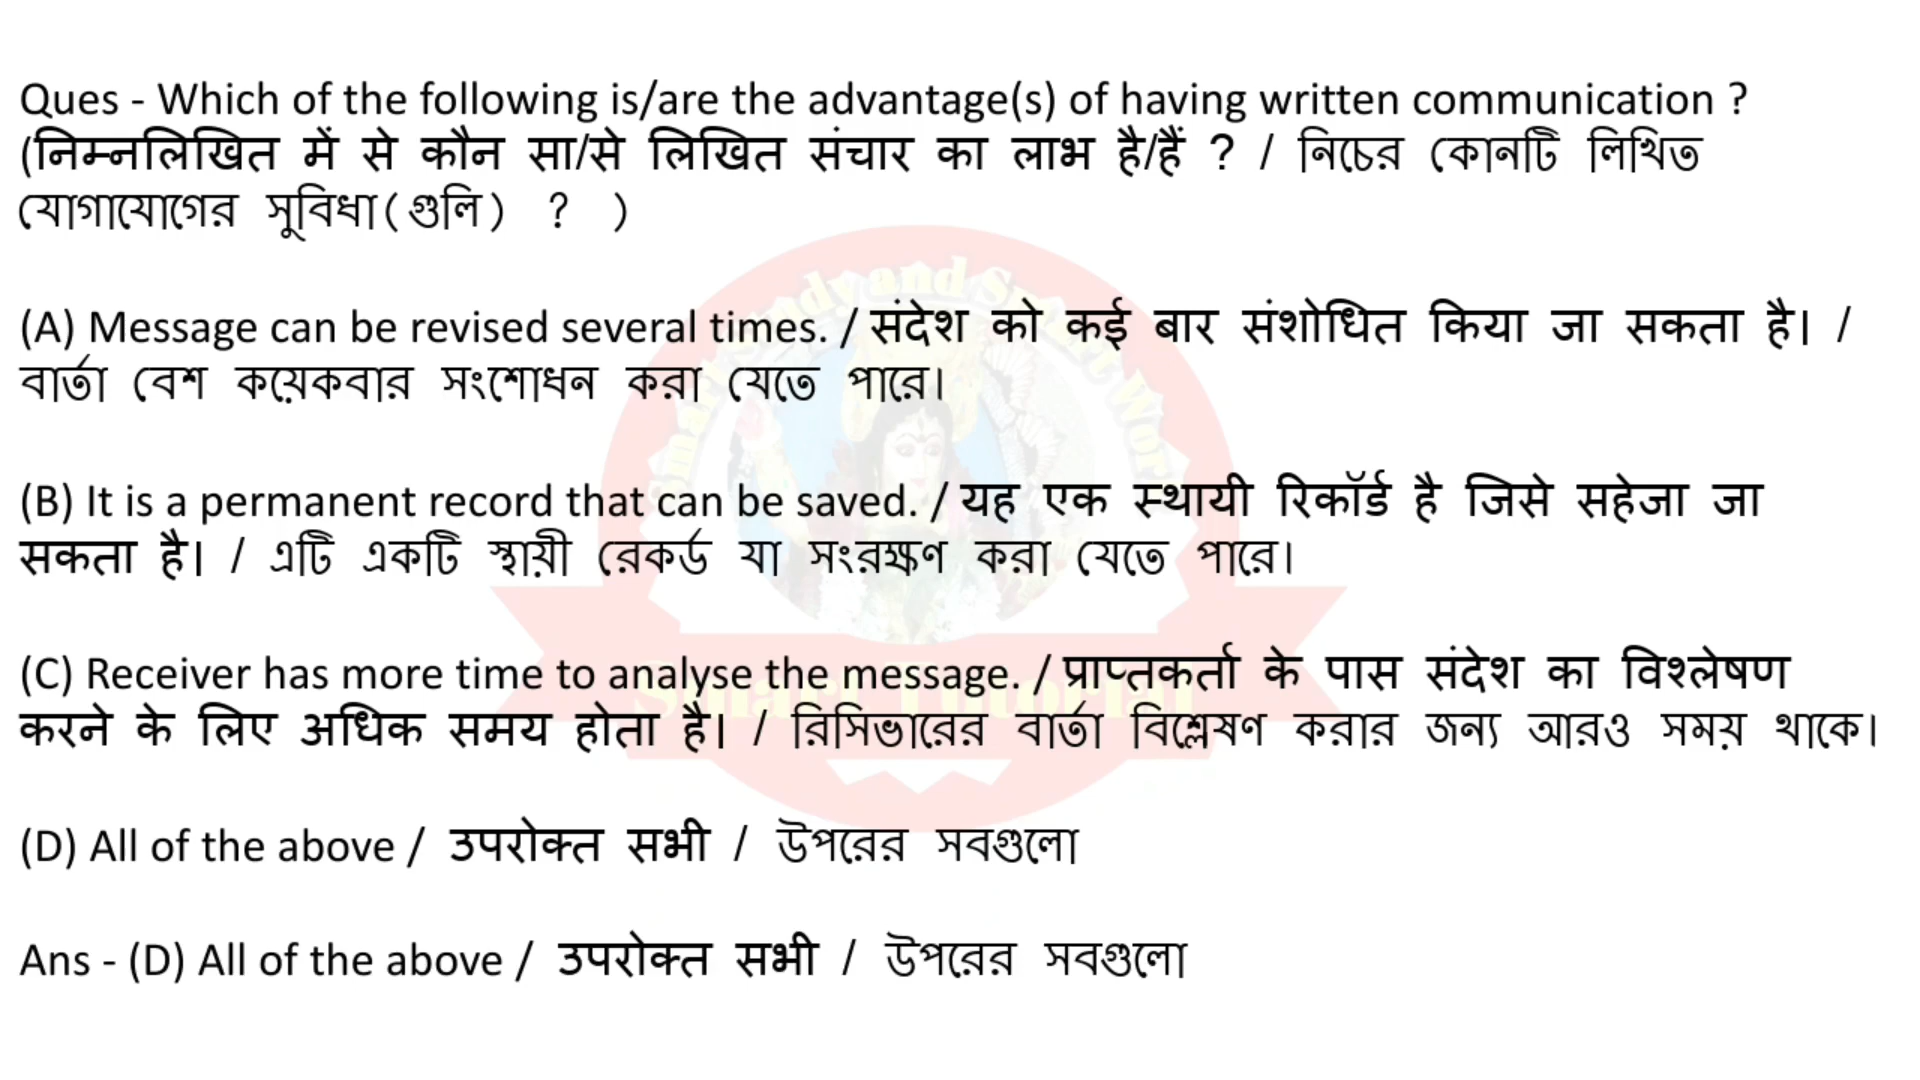 Ques - Which of the following is/are the advantage(s) of having written communication ?
(निम्नलिखित में से कौन सा/से लिखित संचार का लाभ है/हैं ? / নিচের কোনটি লিখিত
যোগাযোগের সুবিধা(গুলি) ? )
(A) Message can be revised several times. / संदेश को कई बार संशोधित किया जा सकता है। /
বার্তা বেশ কয়েকবার সংশোধন করা যেতে পারে।
(B) It is a permanent record that can be saved. / यह एक स्थायी रिकॉर्ड है जिसे सहेजा जा
सकता है। / এটি একটি স্থায়ী রেকর্ড যা সংরক্ষণ করা যেতে পারে।
(C) Receiver has more time to analyse the message. / प्राप्तकर्ता के पास संदेश का विश्लेषण
करने के लिए अधिक समय होता है। / রিসিভারের বার্তা বিশ্লেষণ করার জন্য আরও সময় থাকে।
(D) All of the above / उपरोक्त सभी / উপরের সবগুলো
Ans - (D) All of the above / उपरोक्त सभी / উপরের সবগুলো
Smart Tutorial